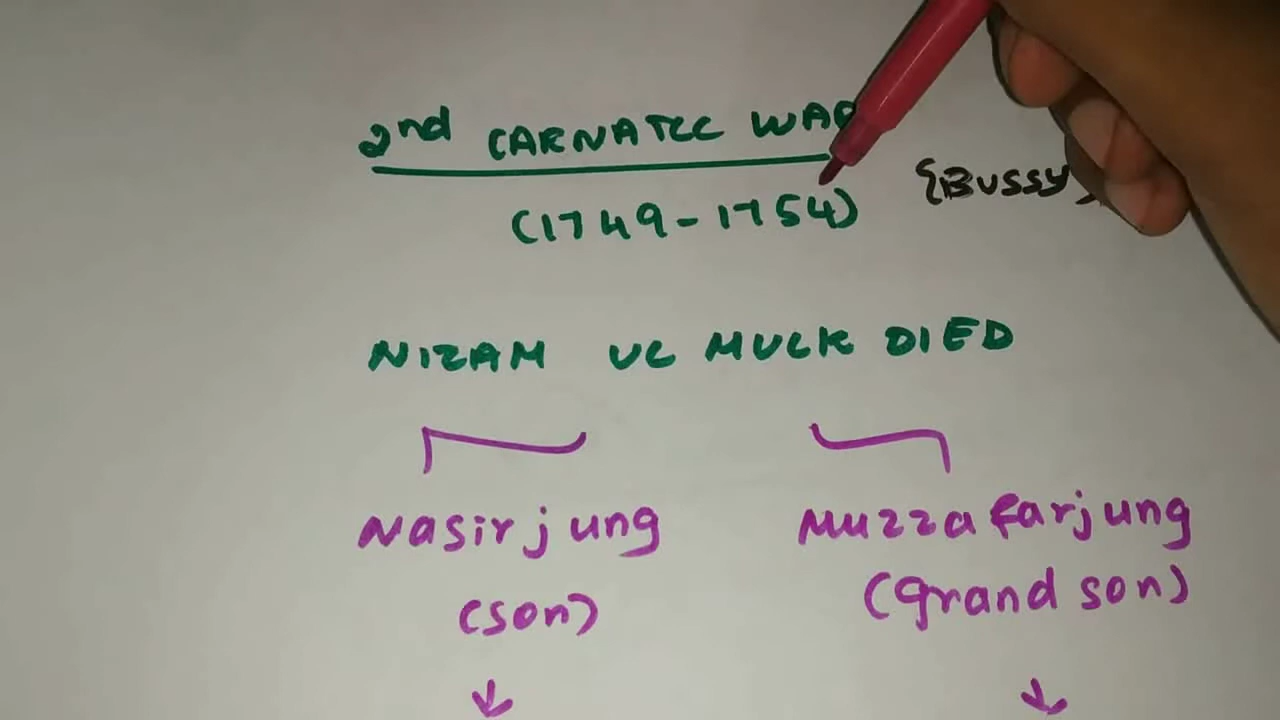 2nd CARNATIC WAR
(1749-1754) {BUSSY
NIZAM UL MULK DIED
Nasirjung Muzzafarjung
(son) (grand son)